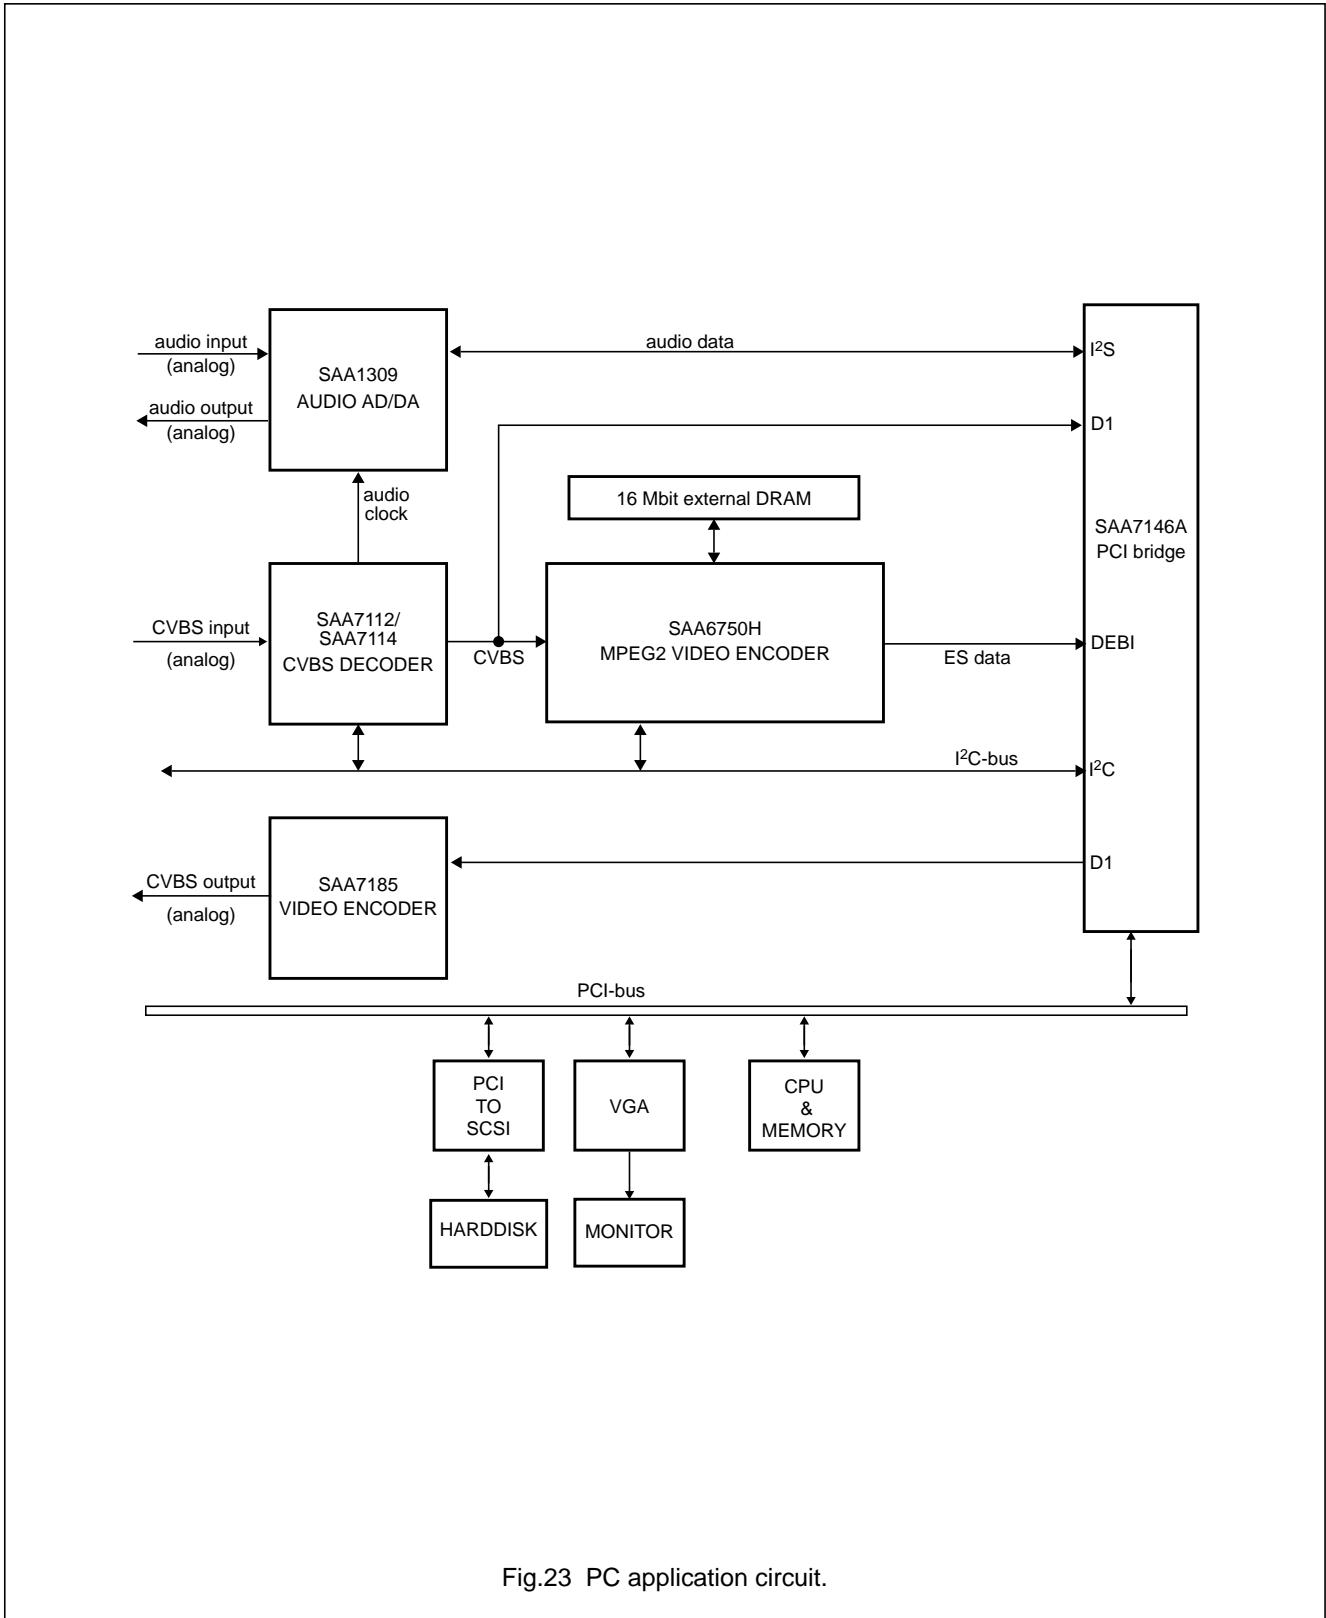 audio input
(analog)
audio output
(analog)
SAA1309
AUDIO AD/DA
audio data
I²S
D1
audio
clock
16 Mbit external DRAM
SAA7146A
PCI bridge
CVBS input
(analog)
SAA7112/
SAA7114
CVBS DECODER
CVBS
SAA6750H
MPEG2 VIDEO ENCODER
ES data
DEBI
I²C-bus
I²C
CVBS output
(analog)
SAA7185
VIDEO ENCODER
D1
PCI-bus
PCI
TO
SCSI
VGA
CPU
&
MEMORY
HARDDISK
MONITOR
Fig.23 PC application circuit.